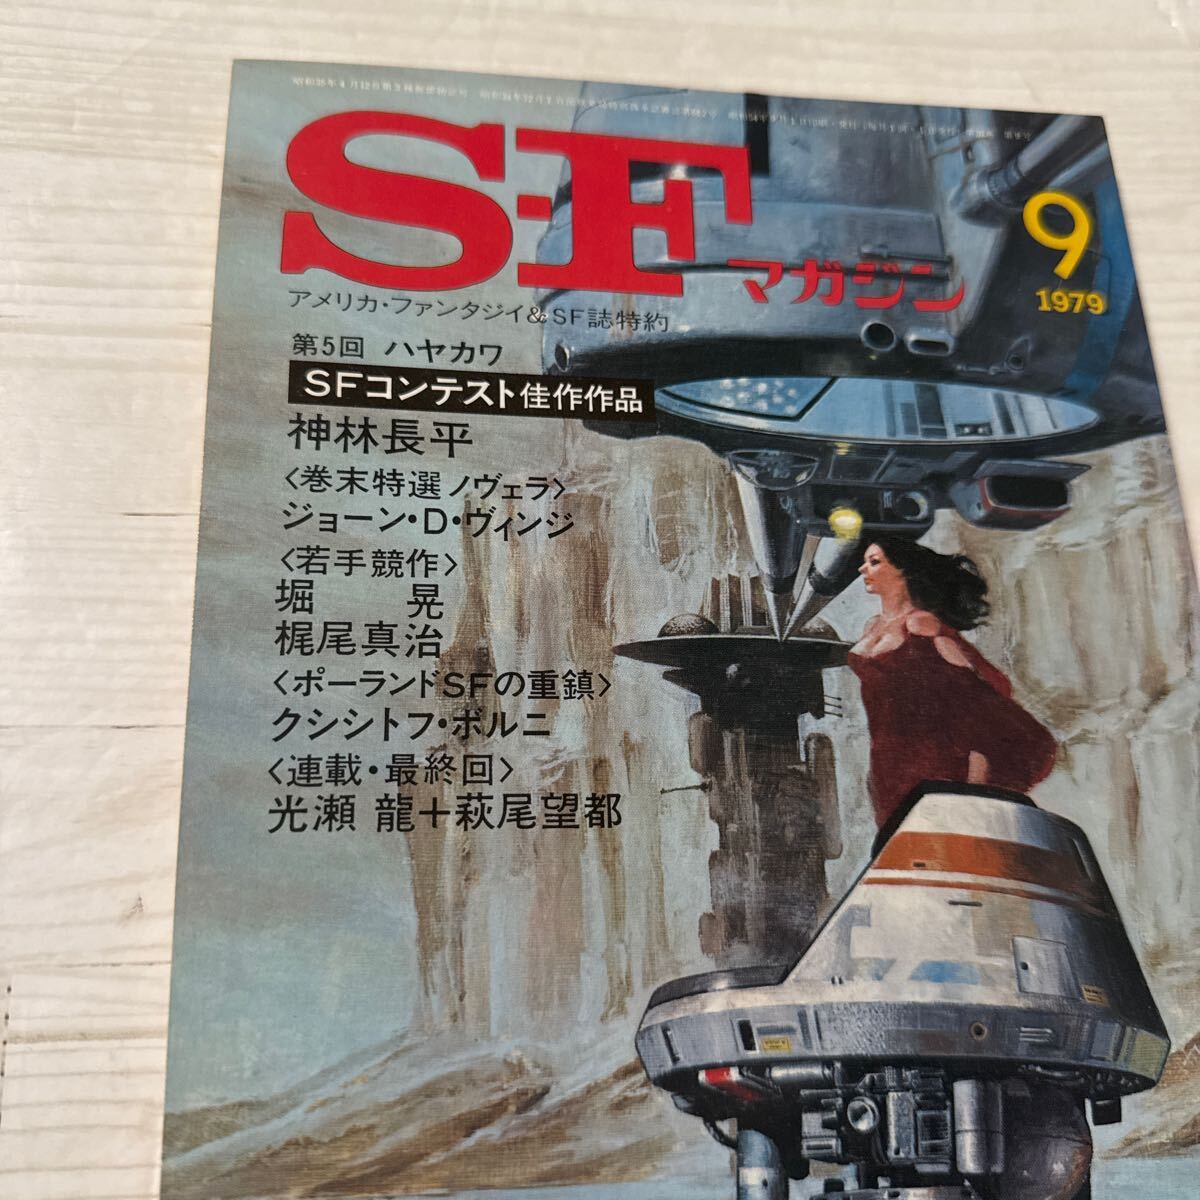 S-Fマガジン
9
1979
アメリカ・ファンタジイ&SF誌特約
第5回 ハヤカワ
SFコンテスト佳作作品
神林長平
〈巻末特選ノヴェラ〉
ジョーン・D・ヴィンジ
〈若手競作〉
堀 晃
梶尾真治
〈ポーランドSFの重鎮〉
クシシトフ・ボルニ
〈連載・最終回〉
光瀬 龍+萩尾望都